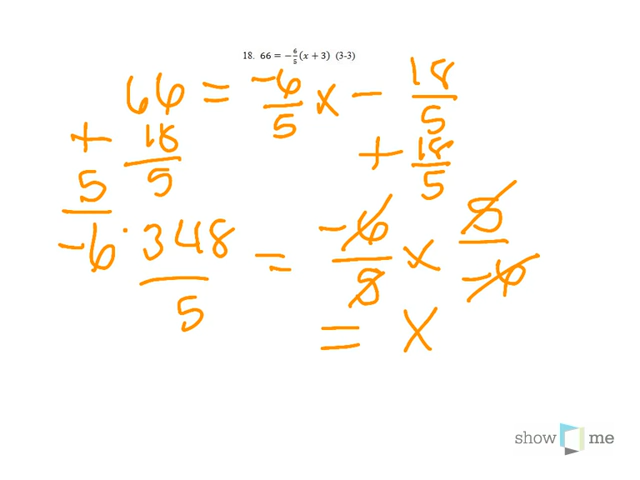 18. 66 = −6/5(x + 3) (3-3)
66 = -6/5 x − 18/5
+ 18/5 + 18/5
5/-6 · 348/5 = -6/5 x 5/-6
= x
show me